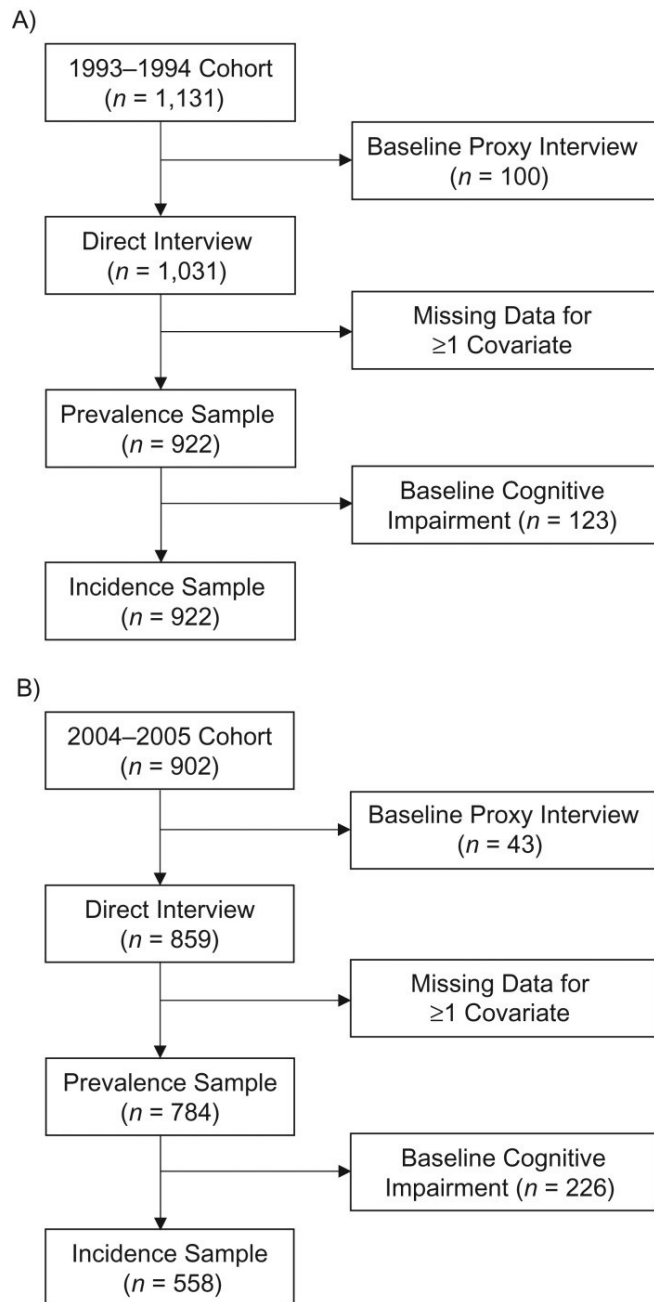 A)
1993–1994 Cohort
(n = 1,131)
Baseline Proxy Interview
(n = 100)
Direct Interview
(n = 1,031)
Missing Data for
≥1 Covariate
Prevalence Sample
(n = 922)
Baseline Cognitive
Impairment (n = 123)
Incidence Sample
(n = 922)
B)
2004–2005 Cohort
(n = 902)
Baseline Proxy Interview
(n = 43)
Direct Interview
(n = 859)
Missing Data for
≥1 Covariate
Prevalence Sample
(n = 784)
Baseline Cognitive
Impairment (n = 226)
Incidence Sample
(n = 558)